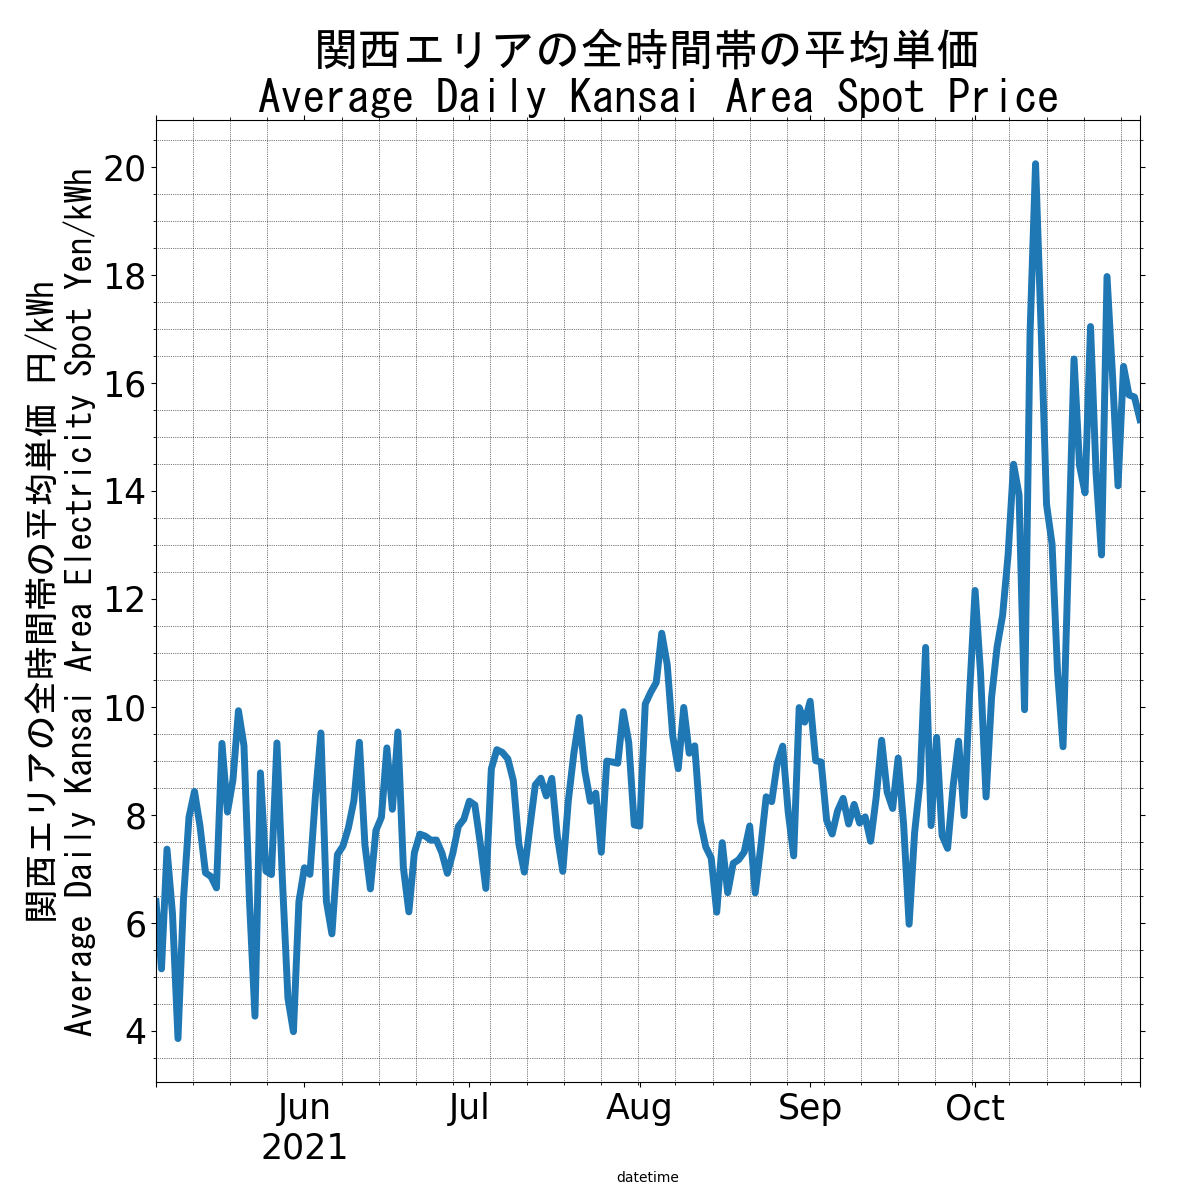 関西エリアの全時間帯の平均単価
Average Daily Kansai Area Spot Price
関西エリアの全時間帯の平均単価 円/kWh
Average Daily Kansai Area Electricity Spot Yen/kWh
20
18
16
14
12
10
8
6
4
Jun
2021
Jul
Aug
Sep
Oct
datetime